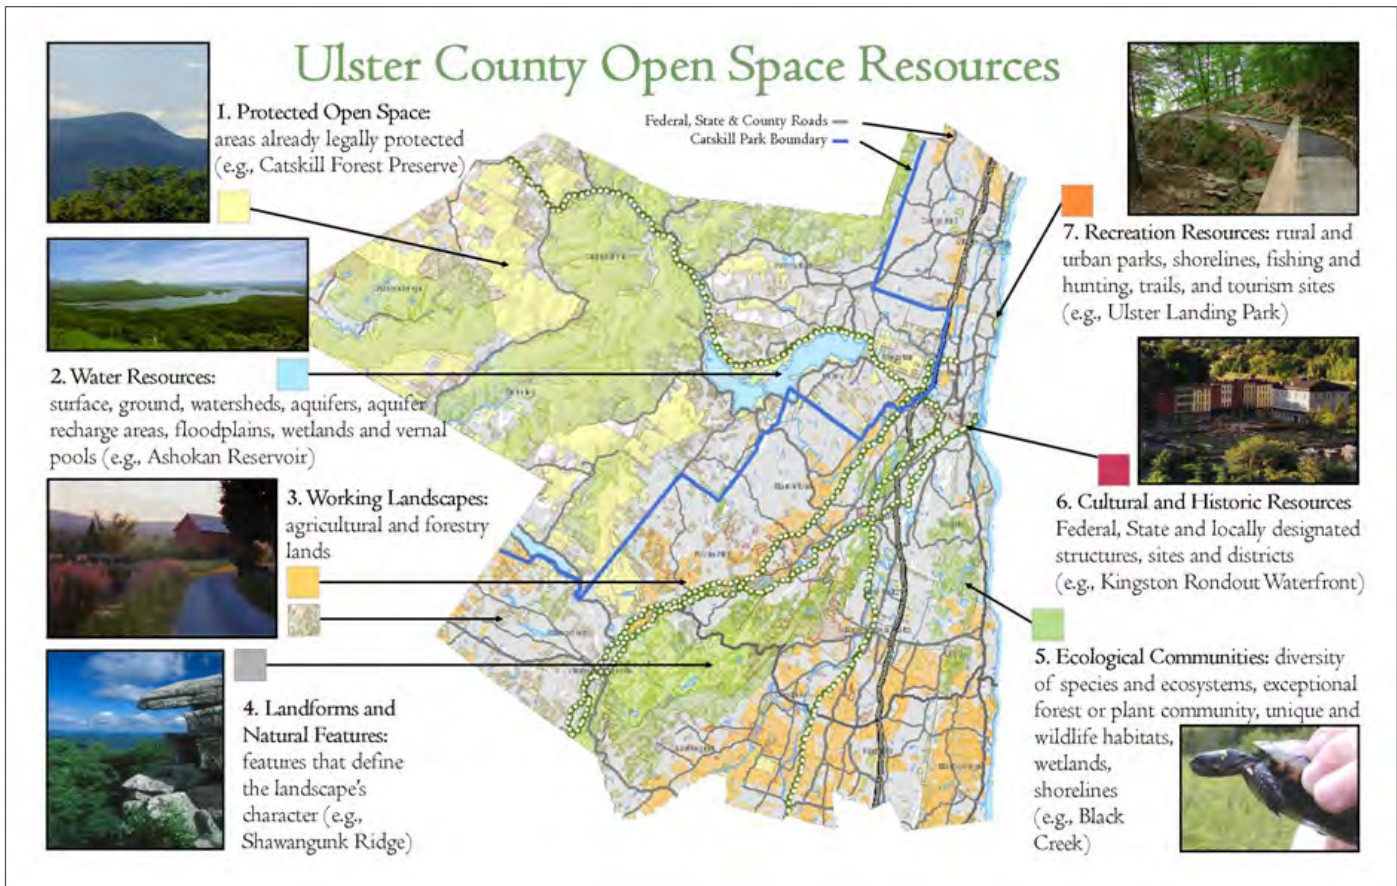 Ulster County Open Space Resources
1. Protected Open Space:
areas already legally protected
(e.g., Catskill Forest Preserve)
Federal, State & County Roads
Catskill Park Boundary
2. Water Resources:
surface, ground, watersheds, aquifers, aquifer
recharge areas, floodplains, wetlands and vernal
pools (e.g., Ashokan Reservoir)
3. Working Landscapes:
agricultural and forestry
lands
4. Landforms and
Natural Features:
features that define
the landscape's
character (e.g.,
Shawangunk Ridge)
7. Recreation Resources: rural and
urban parks, shorelines, fishing and
hunting, trails, and tourism sites
(e.g., Ulster Landing Park)
6. Cultural and Historic Resources
Federal, State and locally designated
structures, sites and districts
(e.g., Kingston Rondout Waterfront)
5. Ecological Communities: diversity
of species and ecosystems, exceptional
forest or plant community, unique and
wildlife habitats,
wetlands,
shorelines
(e.g., Black
Creek)